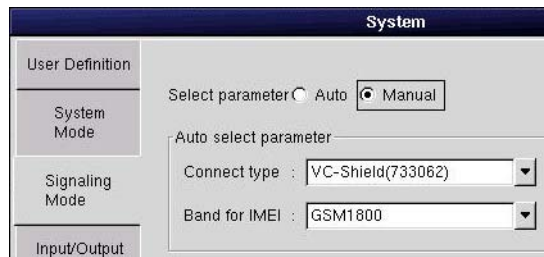 System
User Definition
System
Mode
Signaling
Mode
Input/Output
Select parameter Auto Manual
Auto select parameter
Connect type : VC-Shield(733062)
Band for IMEI : GSM1800